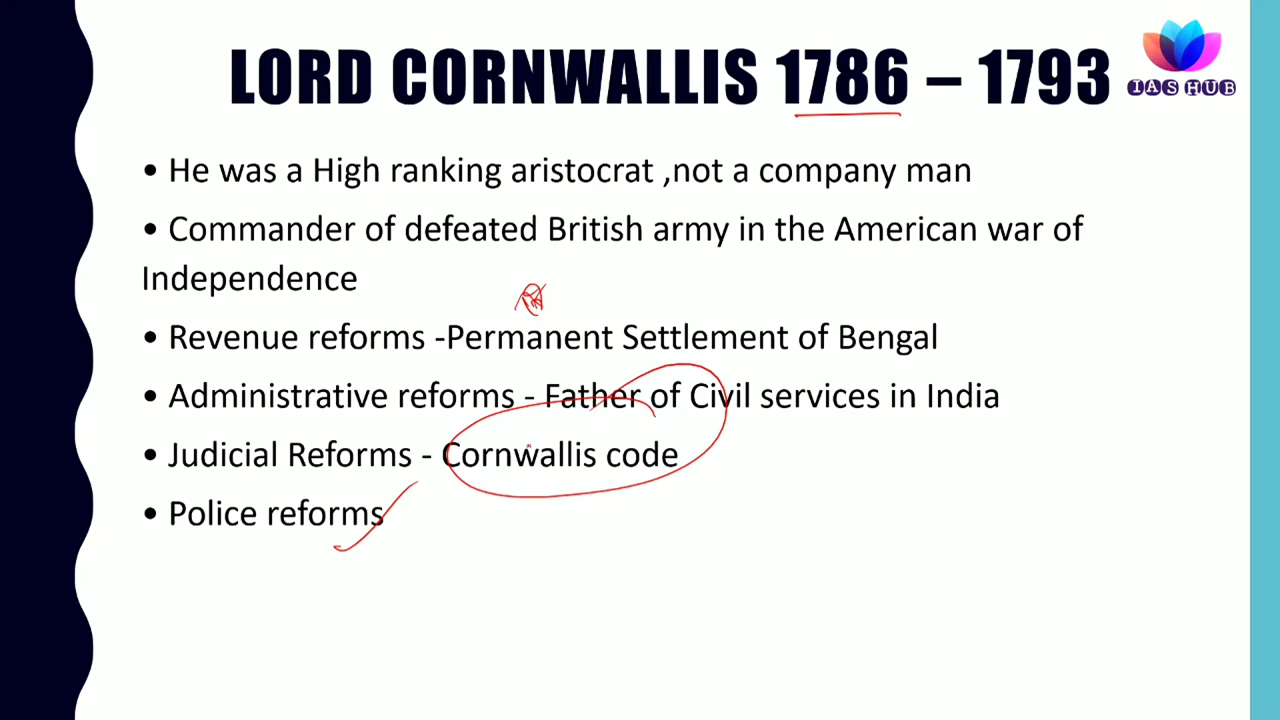 LORD CORNWALLIS 1786 – 1793
IAS HUB
• He was a High ranking aristocrat ,not a company man
• Commander of defeated British army in the American war of
Independence
• Revenue reforms -Permanent Settlement of Bengal
• Administrative reforms - Father of Civil services in India
• Judicial Reforms - Cornwallis code
• Police reforms